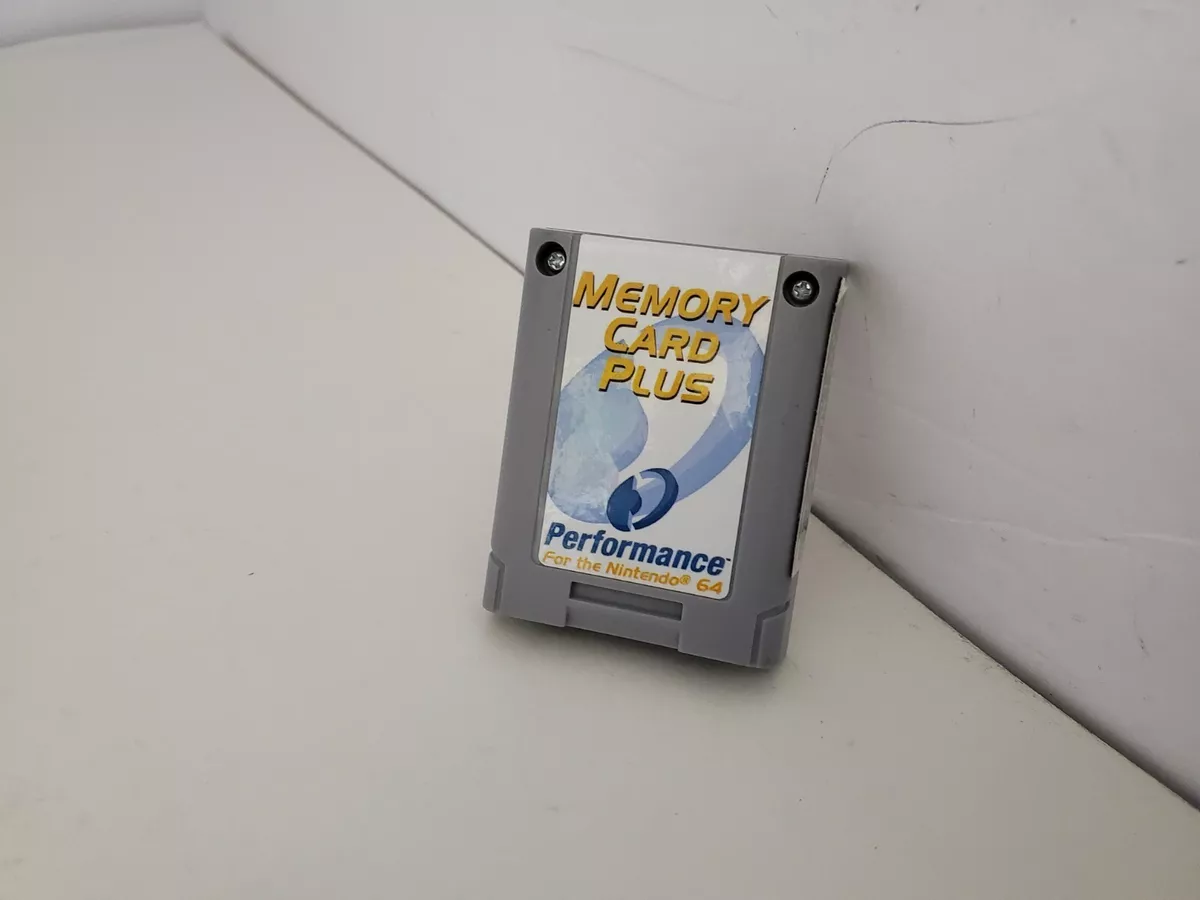 MEMORY
CARD
PLUS
Performance™
For the Nintendo® 64